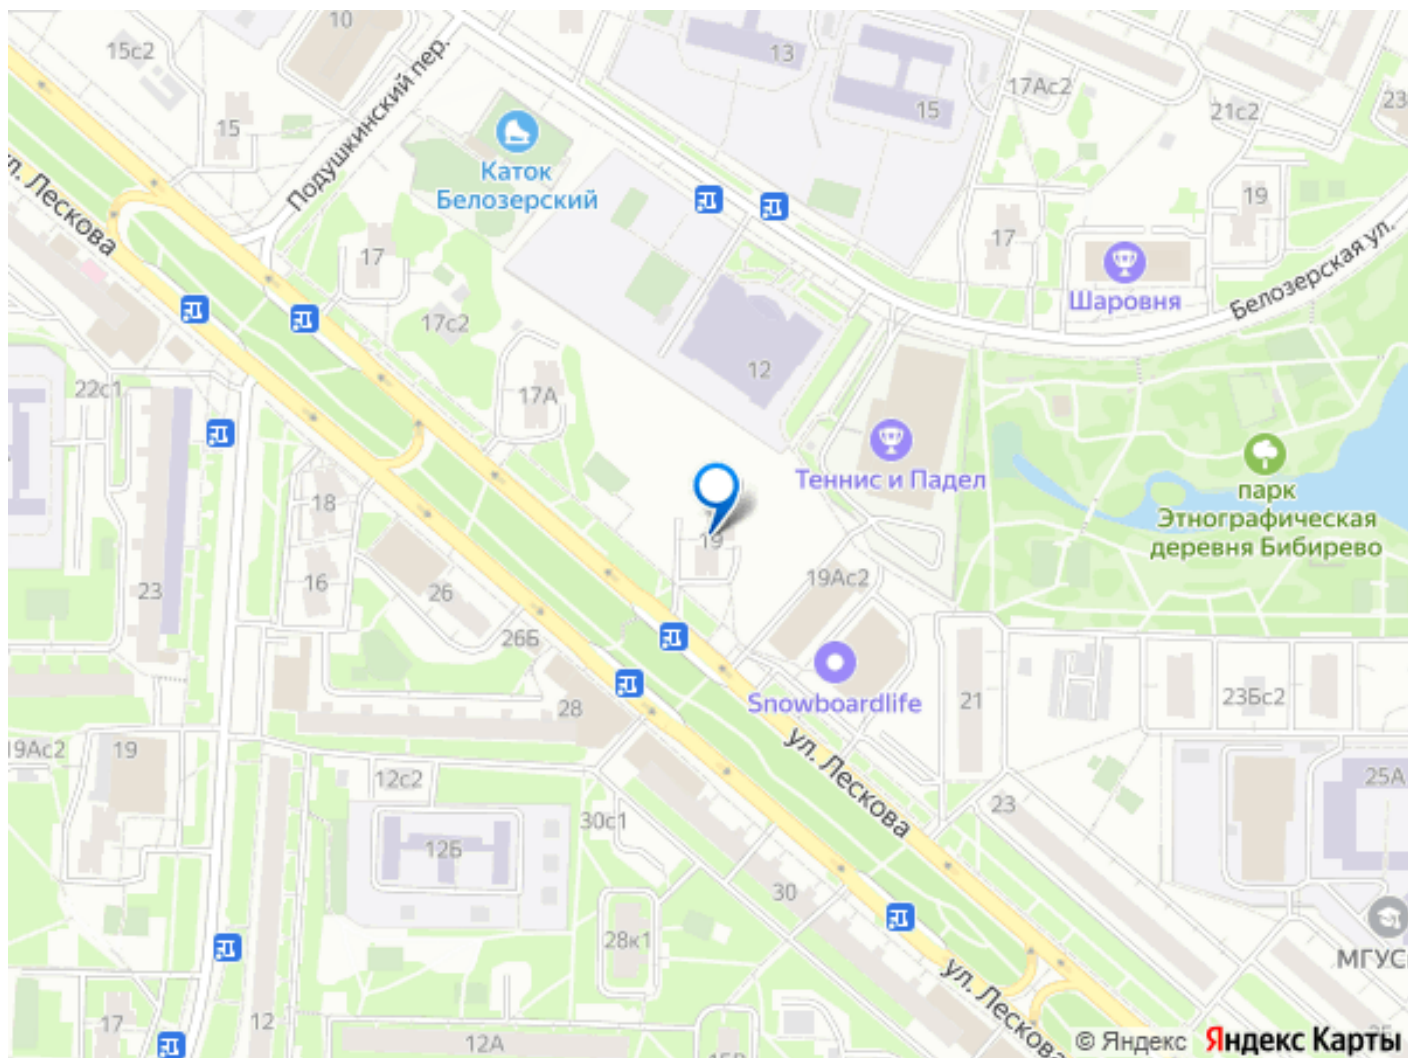 10
15с2
13
Подушкинский пер.
17Ас2
15
21с2
23
15
Каток
Белозерский
ул. Лескова
17
19
17
Белозерская ул.
Шаровня
17с2
12
22с1
17А
Теннис и Падел
парк
Этнографическая
деревня Бибирево
18
19
16
26
19Ас2
23
26Б
28
Snowboardlife
21
23Бс2
19Ас2
19
ул. Лескова
12с2
25А
23
30с1
12Б
30
28к1
МГУС
ул. Лескова
17
12
12А
© Яндекс
Яндекс Карты